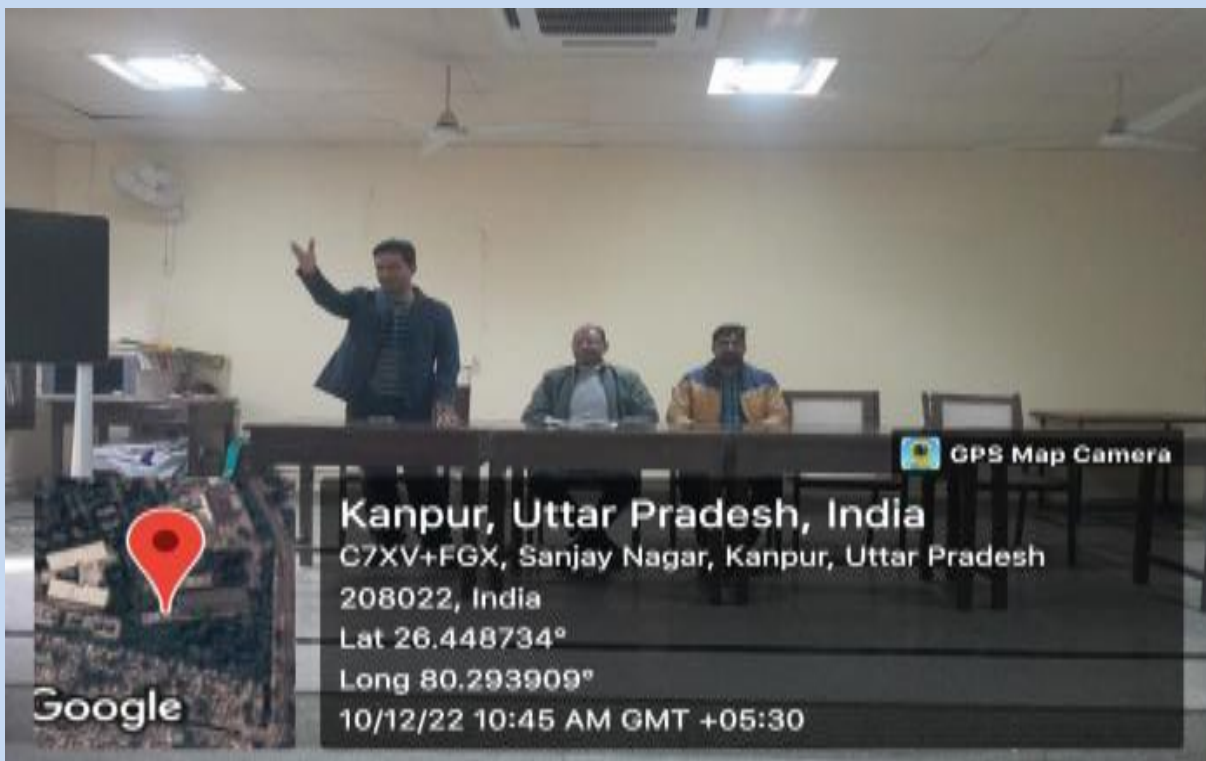 GPS Map Camera
Kanpur, Uttar Pradesh, India
C7XV+FGX, Sanjay Nagar, Kanpur, Uttar Pradesh
208022, India
Lat 26.448734°
Long 80.293909°
10/12/22 10:45 AM GMT +05:30
Google